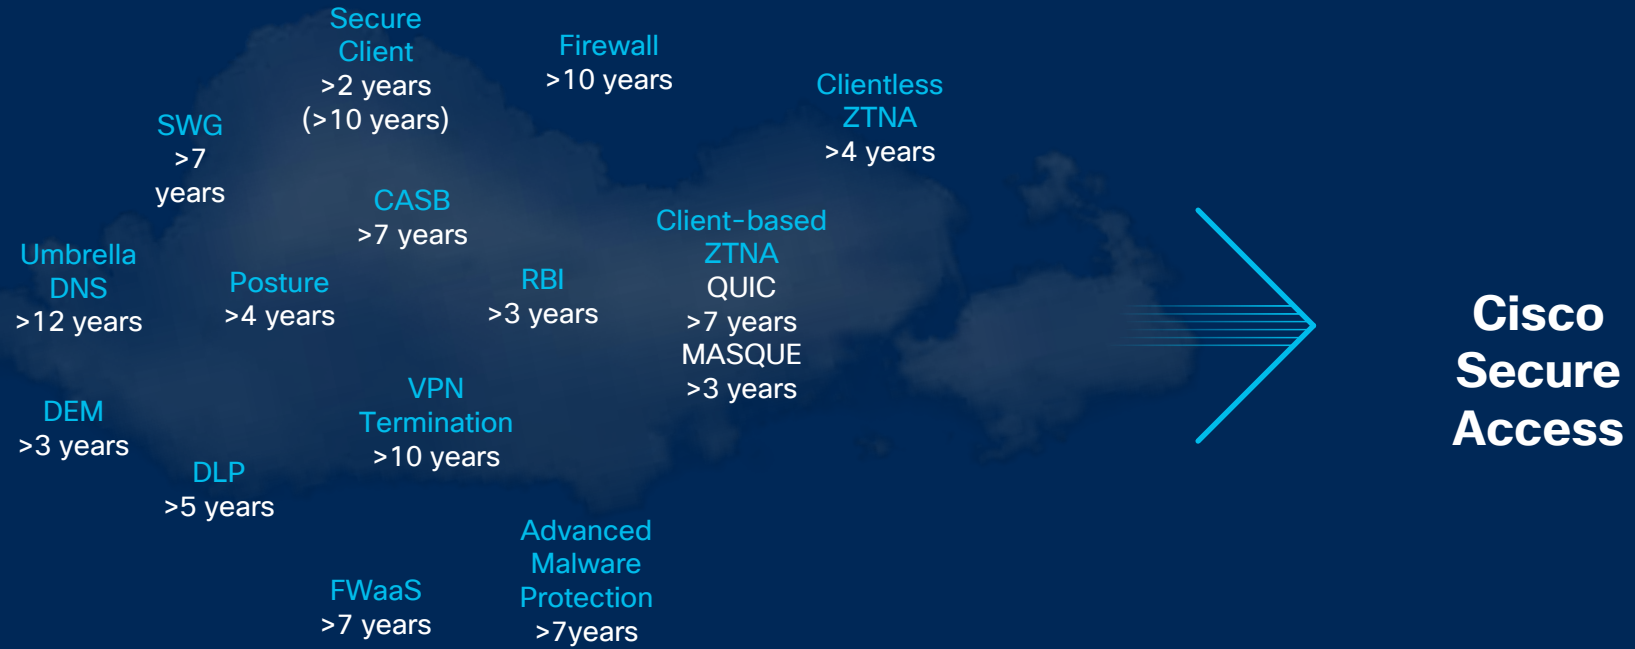 Secure
Client
>2 years
(>10 years)
Firewall
>10 years
Clientless
ZTNA
>4 years
SWG
>7
years
CASB
>7 years
Client-based
ZTNA
QUIC
>7 years
MASQUE
>3 years
Umbrella
DNS
>12 years
Posture
>4 years
RBI
>3 years
Cisco
Secure
Access
DEM
>3 years
VPN
Termination
>10 years
DLP
>5 years
Advanced
Malware
Protection
>7years
FWaaS
>7 years